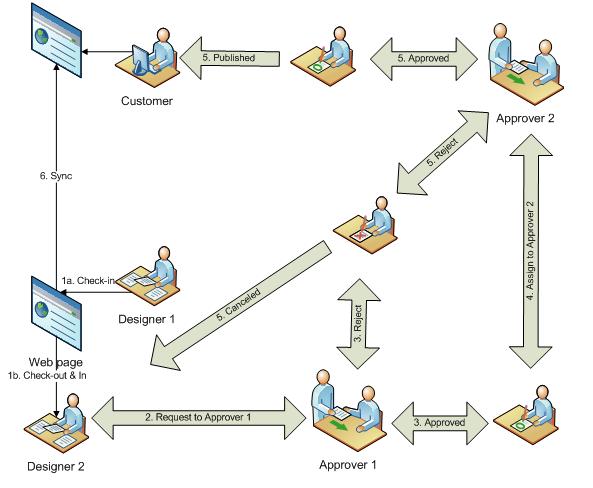 5. Published
5. Approved
Customer
Approver 2
5. Reject
6. Sync
4. Assign to Approver 2
1a. Check-in
Designer 1
5. Canceled
3. Reject
Web page
1b. Check-out & In
2. Request to Approver 1
3. Approved
Designer 2
Approver 1